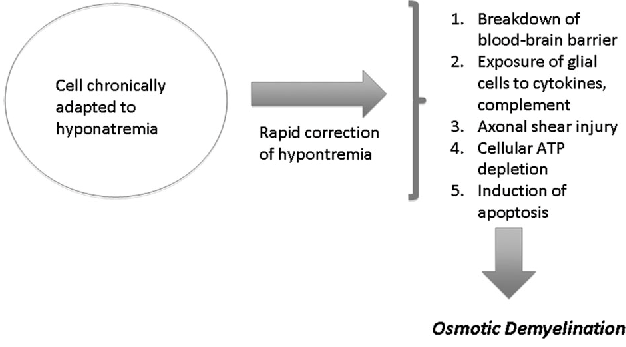 Cell chronically
adapted to
hyponatremia
Rapid correction
of hypontremia
1. Breakdown of
blood-brain barrier
2. Exposure of glial
cells to cytokines,
complement
3. Axonal shear injury
4. Cellular ATP
depletion
5. Induction of
apoptosis
Osmotic Demyelination